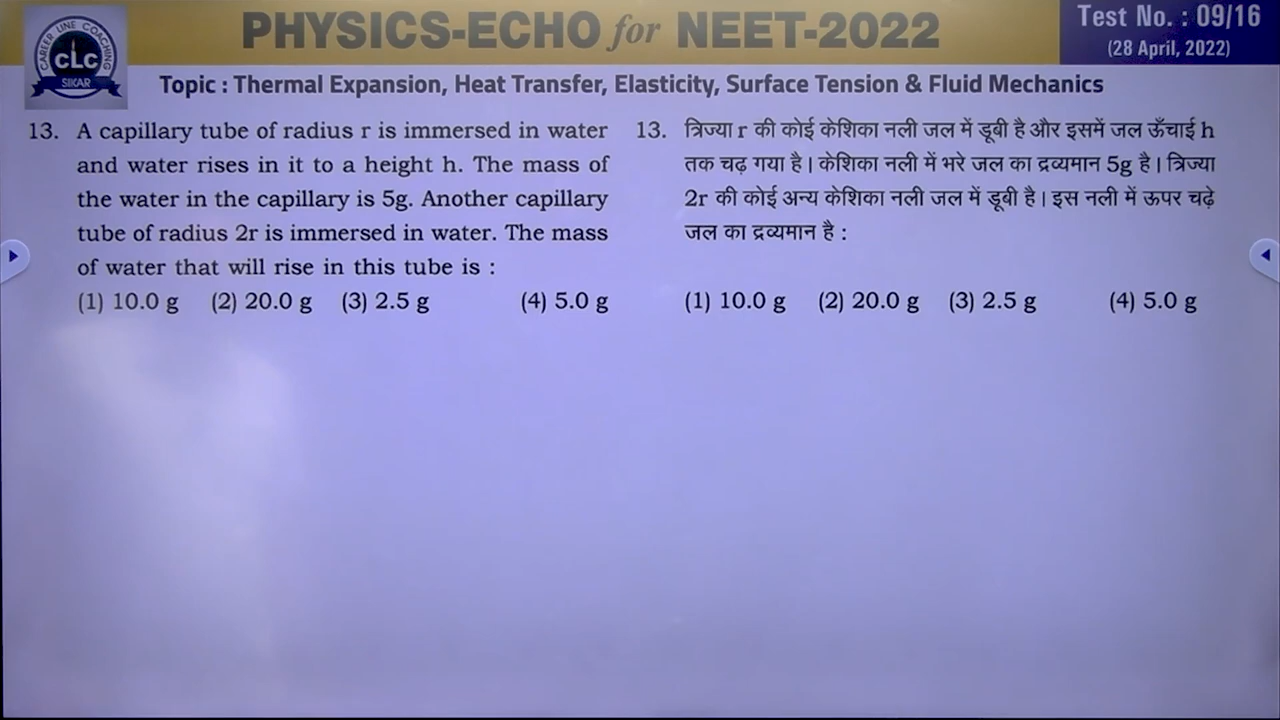 PHYSICS-ECHO for NEET-2022
Test No. : 09/16
(28 April, 2022)
CAREER LINE COACHING
CLC
SIKAR
Topic : Thermal Expansion, Heat Transfer, Elasticity, Surface Tension & Fluid Mechanics
13. A capillary tube of radius r is immersed in water
and water rises in it to a height h. The mass of
the water in the capillary is 5g. Another capillary
tube of radius 2r is immersed in water. The mass
of water that will rise in this tube is :
(1) 10.0 g (2) 20.0 g (3) 2.5 g (4) 5.0 g
13. त्रिज्या r की कोई केशिका नली जल में डूबी है और इसमें जल ऊँचाई h
तक चढ़ गया है। केशिका नली में भरे जल का द्रव्यमान 5g है। त्रिज्या
2r की कोई अन्य केशिका नली जल में डूबी है। इस नली में ऊपर चढ़े
जल का द्रव्यमान है :
(1) 10.0 g (2) 20.0 g (3) 2.5 g (4) 5.0 g